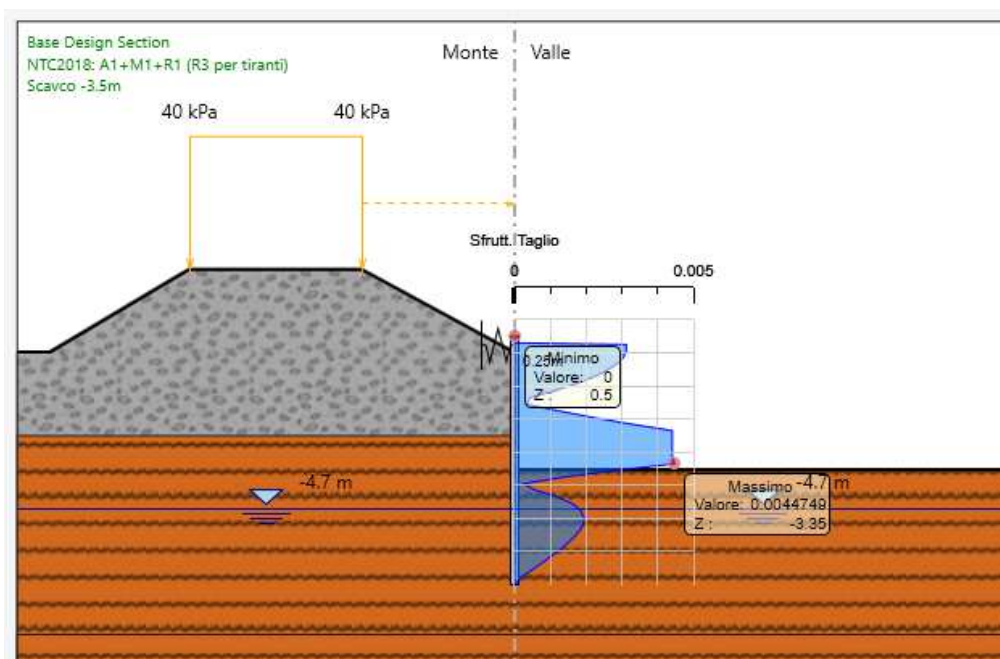 Base Design Section
NTC2018: A1+M1+R1 (R3 per tiranti)
Scavco -3.5m
Monte
Valle
40 kPa
40 kPa
Sfrutt. Taglio
0
0.005
0.25m
Minimo
Valore: 0
Z : 0.5
-4.7 m
-4.7 m
Massimo
Valore: 0.0044749
Z : -3.35